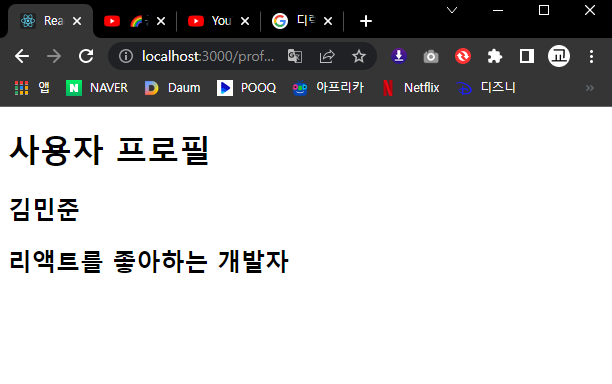 Rea
You
localhost:3000/prof...
교
앱
NAVER
Daum
POOQ
아프리카
Netflix
디즈니
사용자 프로필
김민준
리액트를 좋아하는 개발자